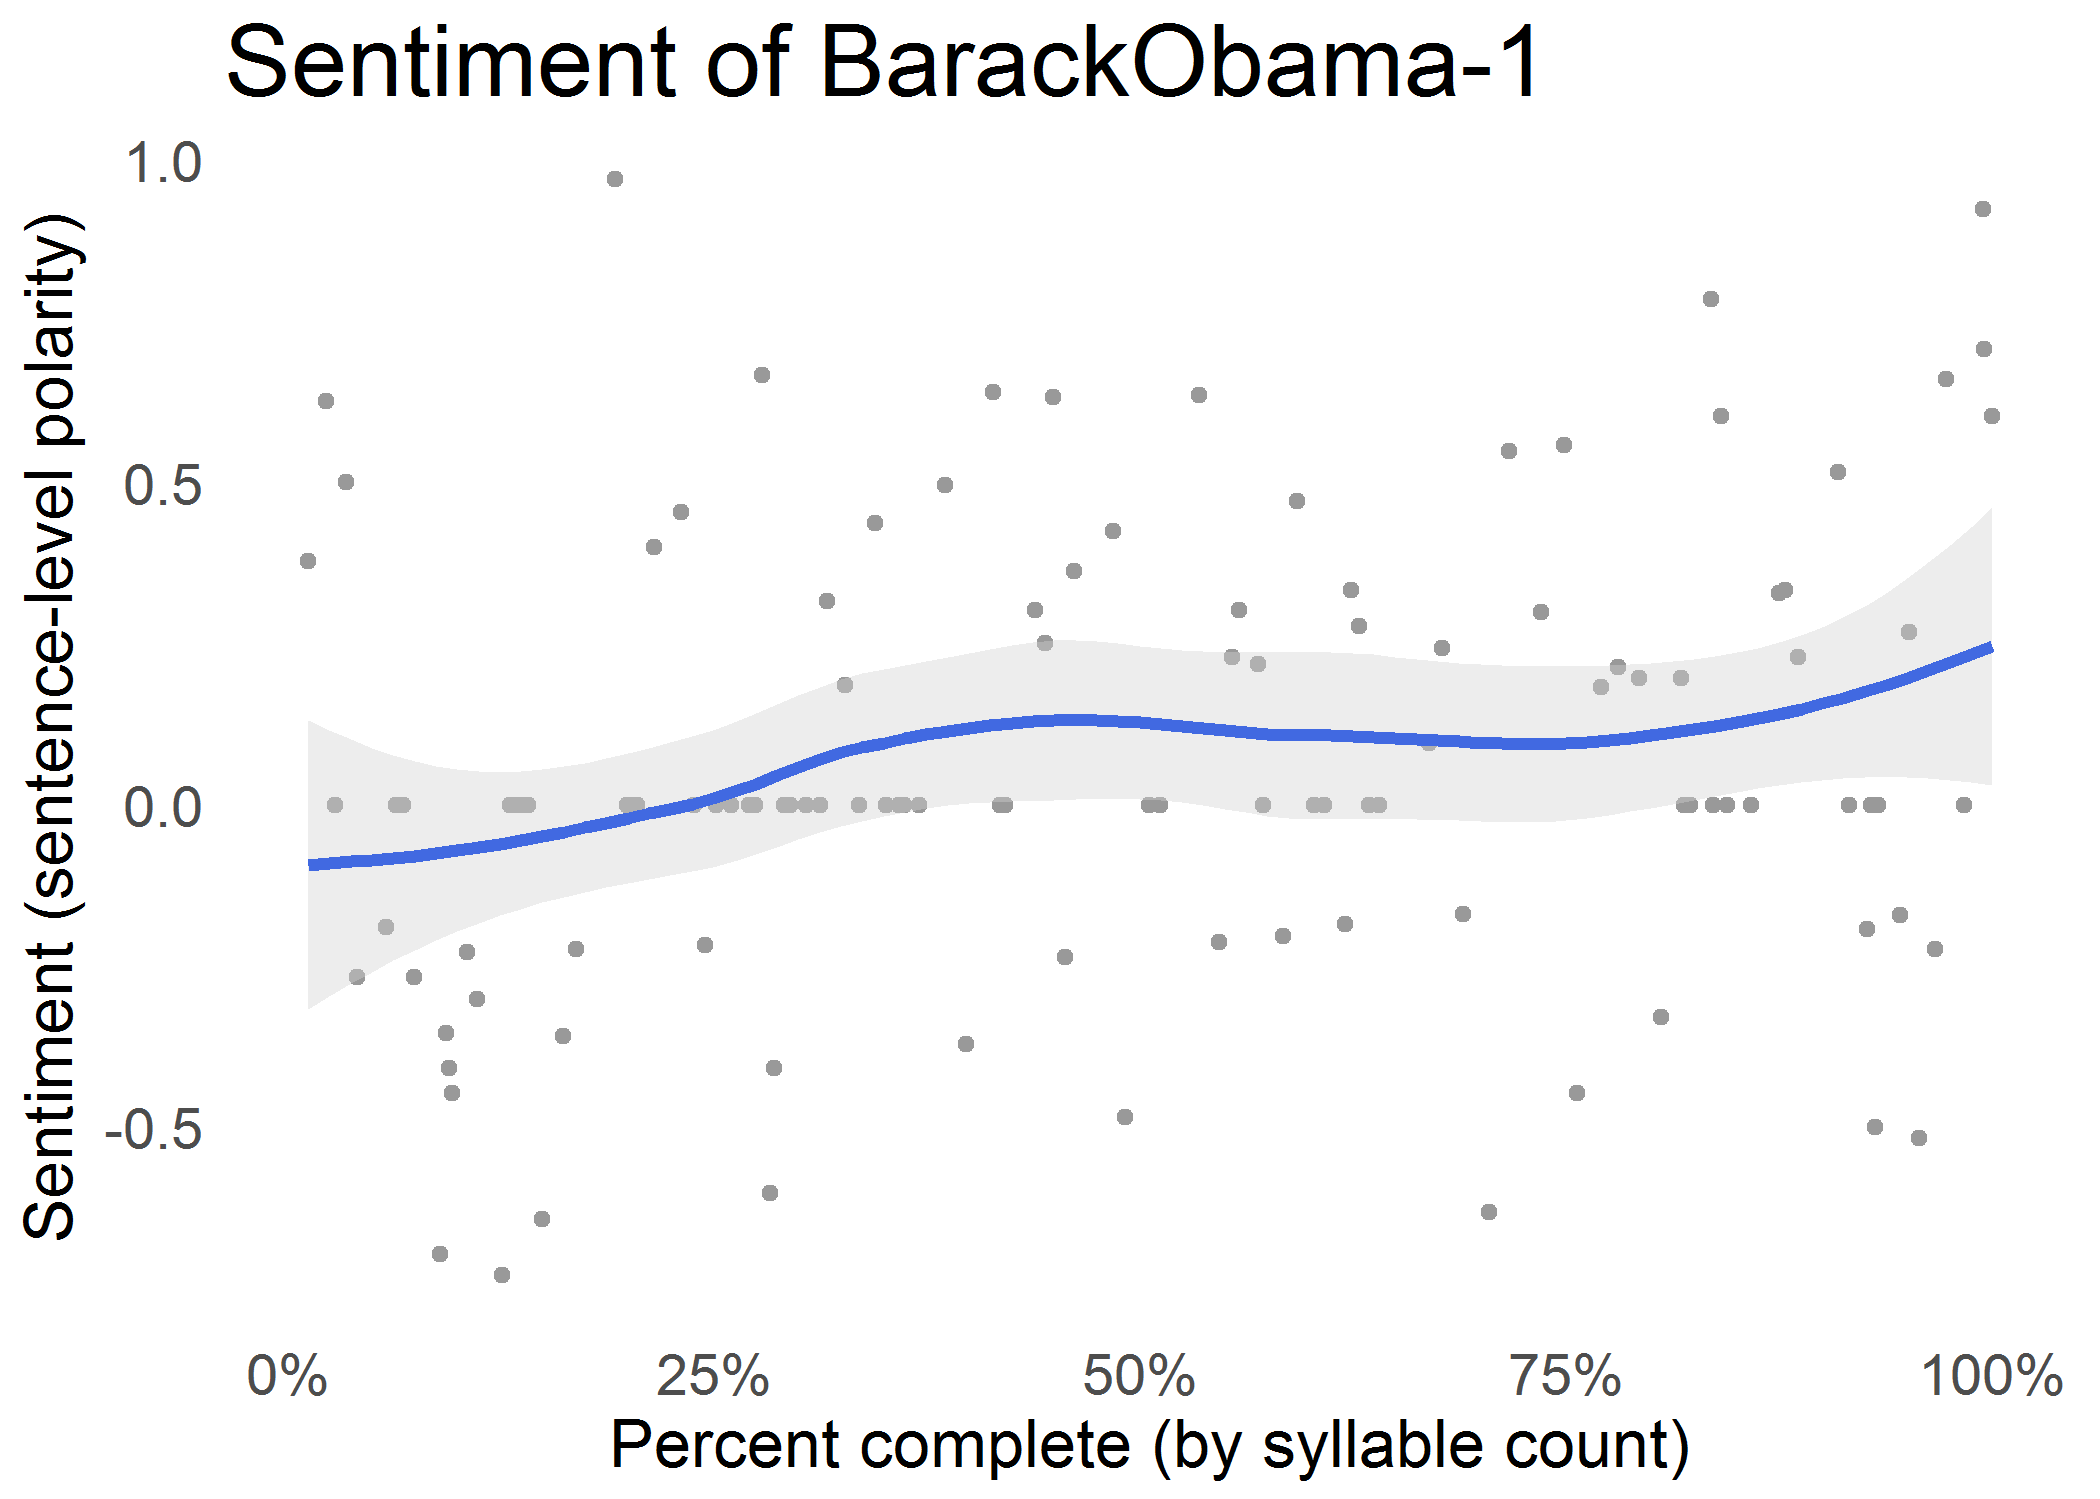 Sentiment of BarackObama-1
Sentiment (sentence-level polarity)
1.0
0.5
0.0
-0.5
0% 25% 50% 75% 100%
Percent complete (by syllable count)